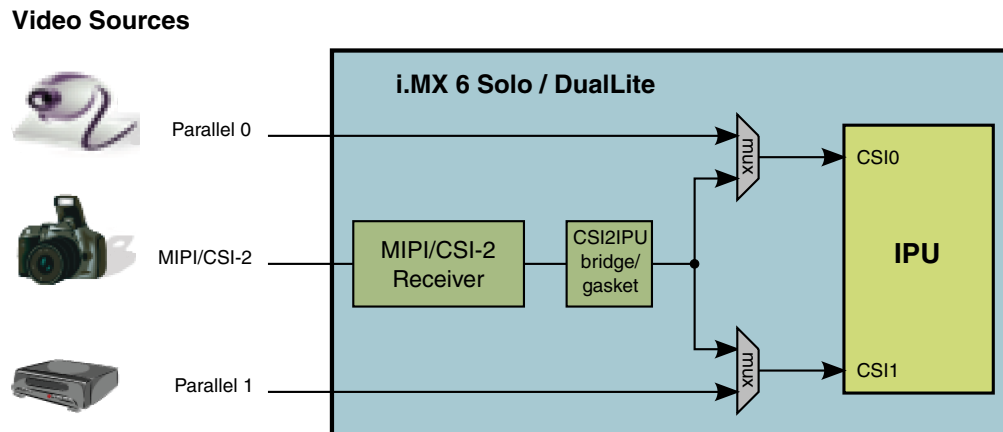 Video Sources
i.MX 6 Solo / DualLite
Parallel 0
mux
CSI0
MIPI/CSI-2
MIPI/CSI-2
Receiver
CSI2IPU
bridge/
gasket
IPU
Parallel 1
mux
CSI1